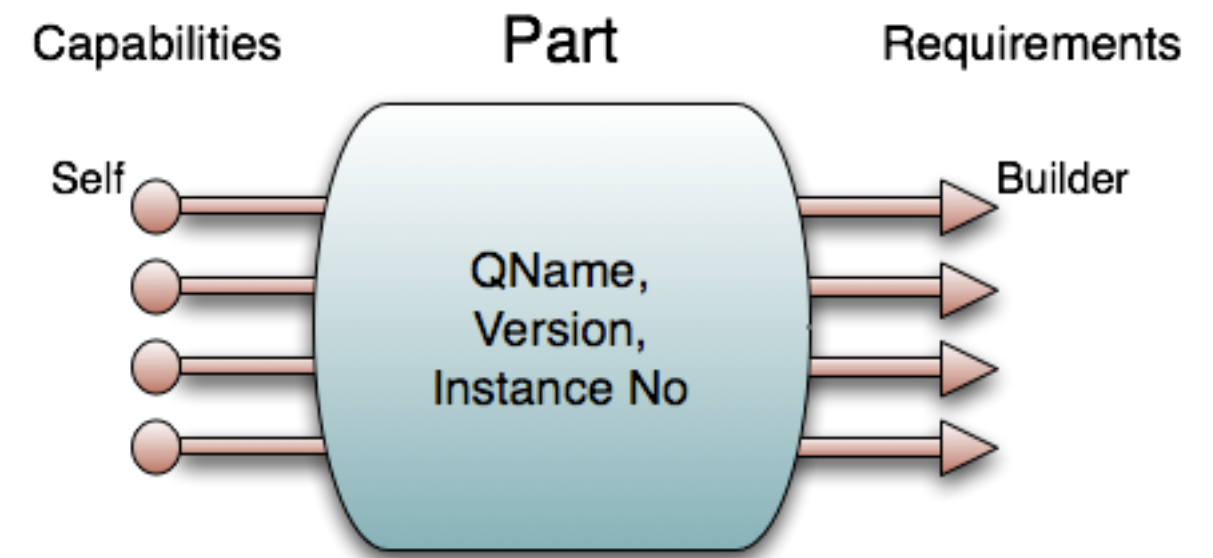 Capabilities
Part
Requirements
Self
Builder
QName,
Version,
Instance No